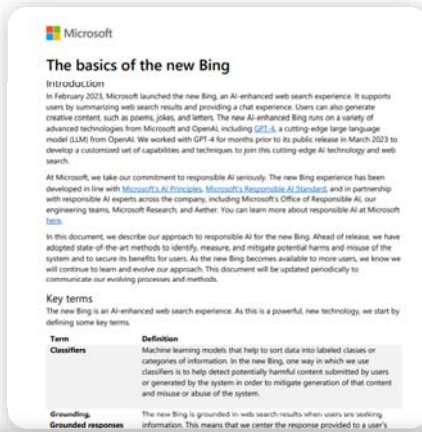 Microsoft
The basics of the new Bing
Introduction
In February 2023, Microsoft launched the new Bing, an AI-enhanced web search experience. It supports
users by summarizing web search results and providing a chat experience. Users can also generate
creative content, such as poems, jokes, and letters. The new AI-enhanced Bing runs on a variety of
advanced technologies from Microsoft and OpenAI, including GPT-4, a cutting-edge large language
model (LLM) from OpenAI. We worked with GPT-4 for months prior to its public release in March 2023 to
develop a customized set of capabilities and techniques to join this cutting-edge AI technology and web
search.
At Microsoft, we take our commitment to responsible AI seriously. The new Bing experience has been
developed in line with Microsoft's AI Principles, Microsoft's Responsible AI Standard, and in partnership
with responsible AI experts across the company, including Microsoft's Office of Responsible AI, our
engineering teams, Microsoft Research, and Aether. You can learn more about responsible AI at Microsoft
here.
In this document, we describe our approach to responsible AI for the new Bing. Ahead of release, we have
adopted state-of-the-art methods to identify, measure, and mitigate potential harms and misuse of the
system and to secure its benefits for users. As the new Bing becomes available to more users, we know we
will continue to learn and evolve our approach. This document will be updated periodically to
communicate our evolving processes and methods.
Key terms
The new Bing is an AI-enhanced web search experience. As this is a powerful, new technology, we start by
defining some key terms.
Term Definition
Classifiers Machine learning models that help to sort data into labeled classes or
categories of information. In the new Bing, one way in which we use
classifiers is to help detect potentially harmful content submitted by users
or generated by the system in order to mitigate generation of that content
and misuse or abuse of the system.
Grounding, The new Bing is grounded in web search results when users are seeking
Grounded responses information. This means that we center the response provided to a user's